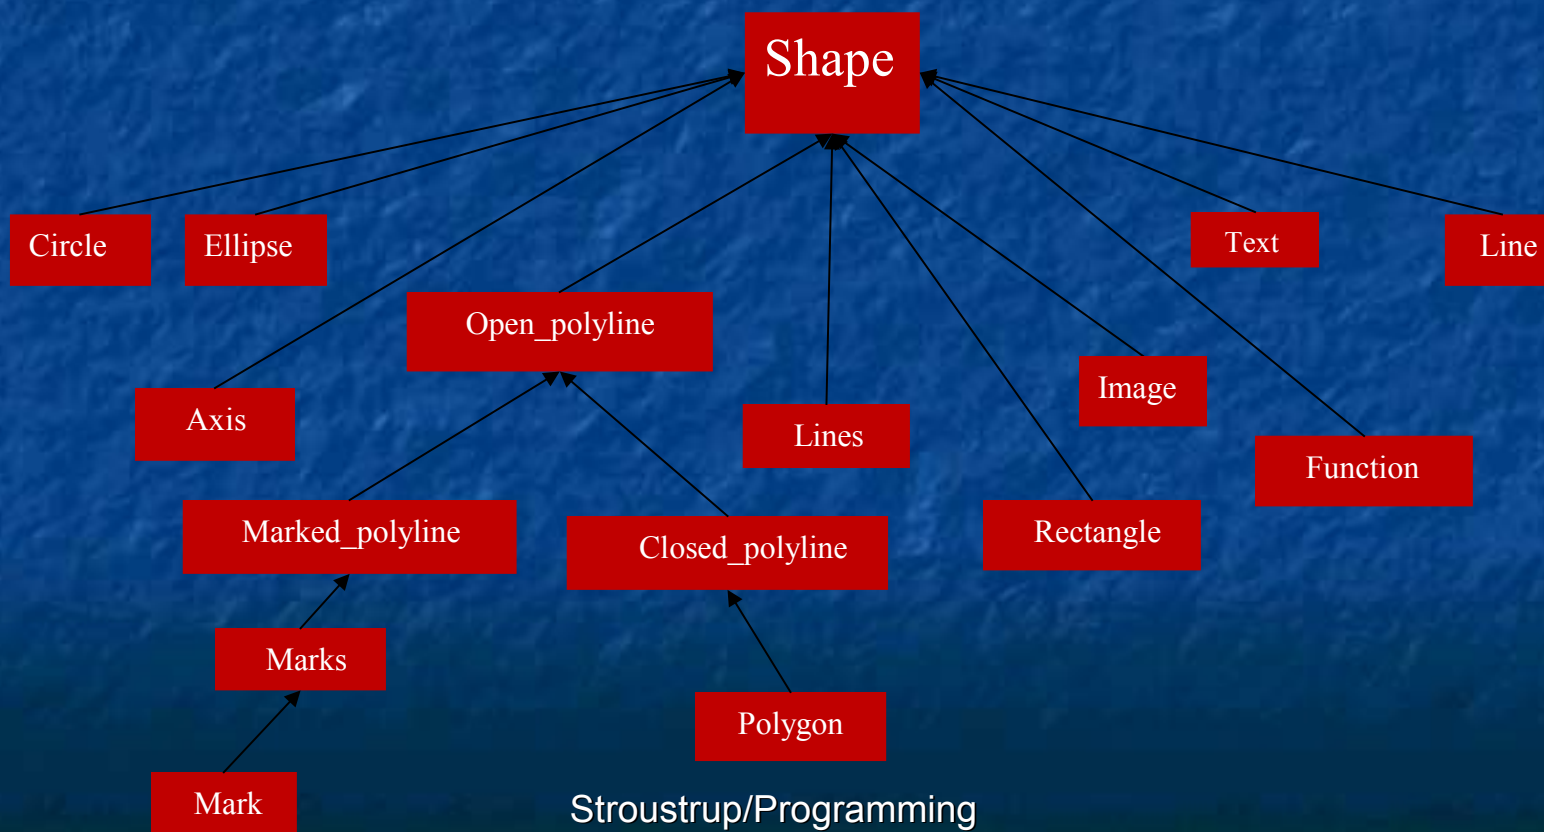 Shape
Circle
Ellipse
Text
Line
Open_polyline
Image
Axis
Lines
Function
Marked_polyline
Closed_polyline
Rectangle
Marks
Polygon
Mark
Stroustrup/Programming